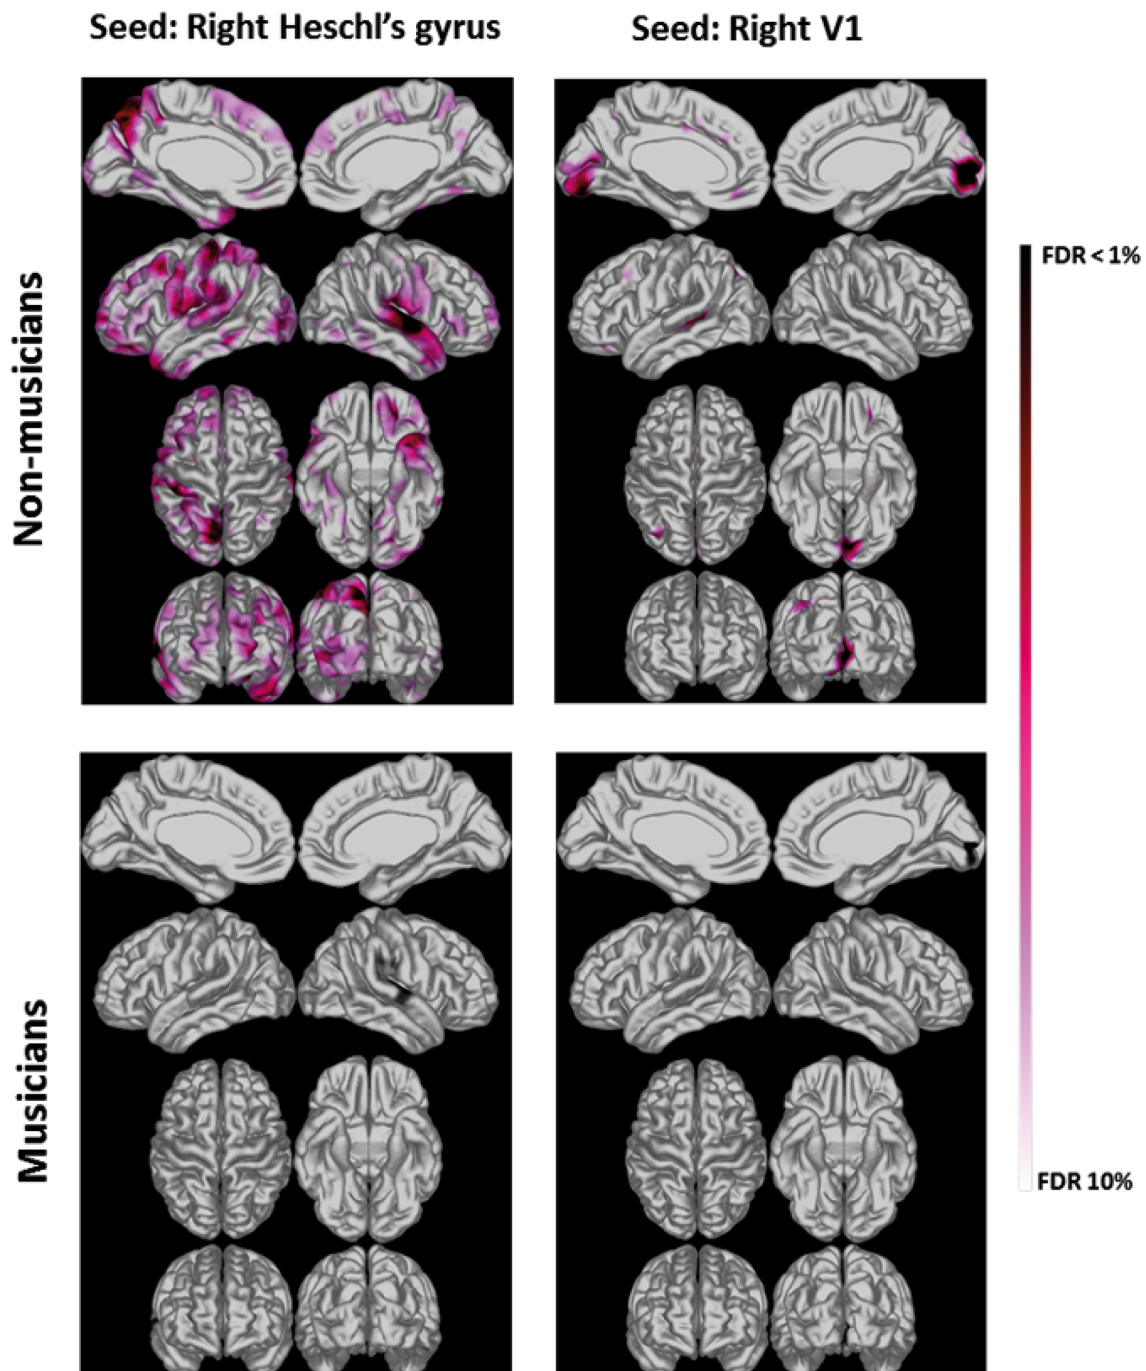 Seed: Right Heschl’s gyrus
Seed: Right V1
Non-musicians
FDR < 1%
Musicians
FDR 10%